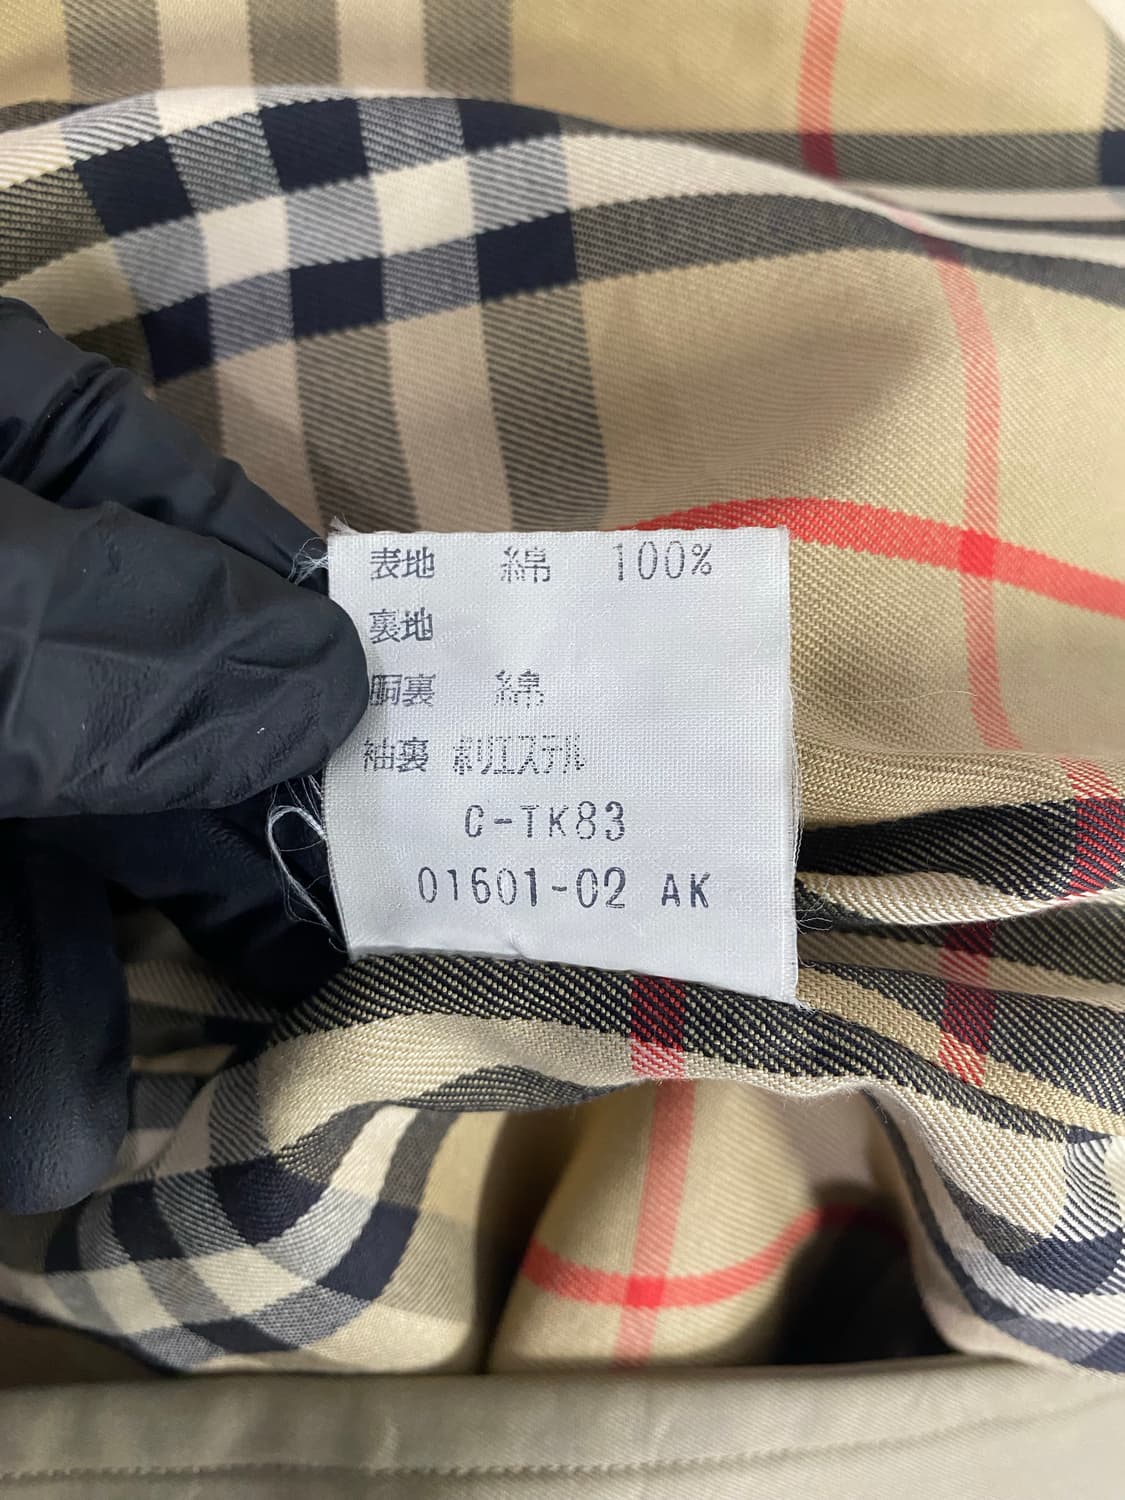 表地 綿 100%
裏地
胴裏 綿
袖裏 ポリエステル
C-TK83
01601-02 AK